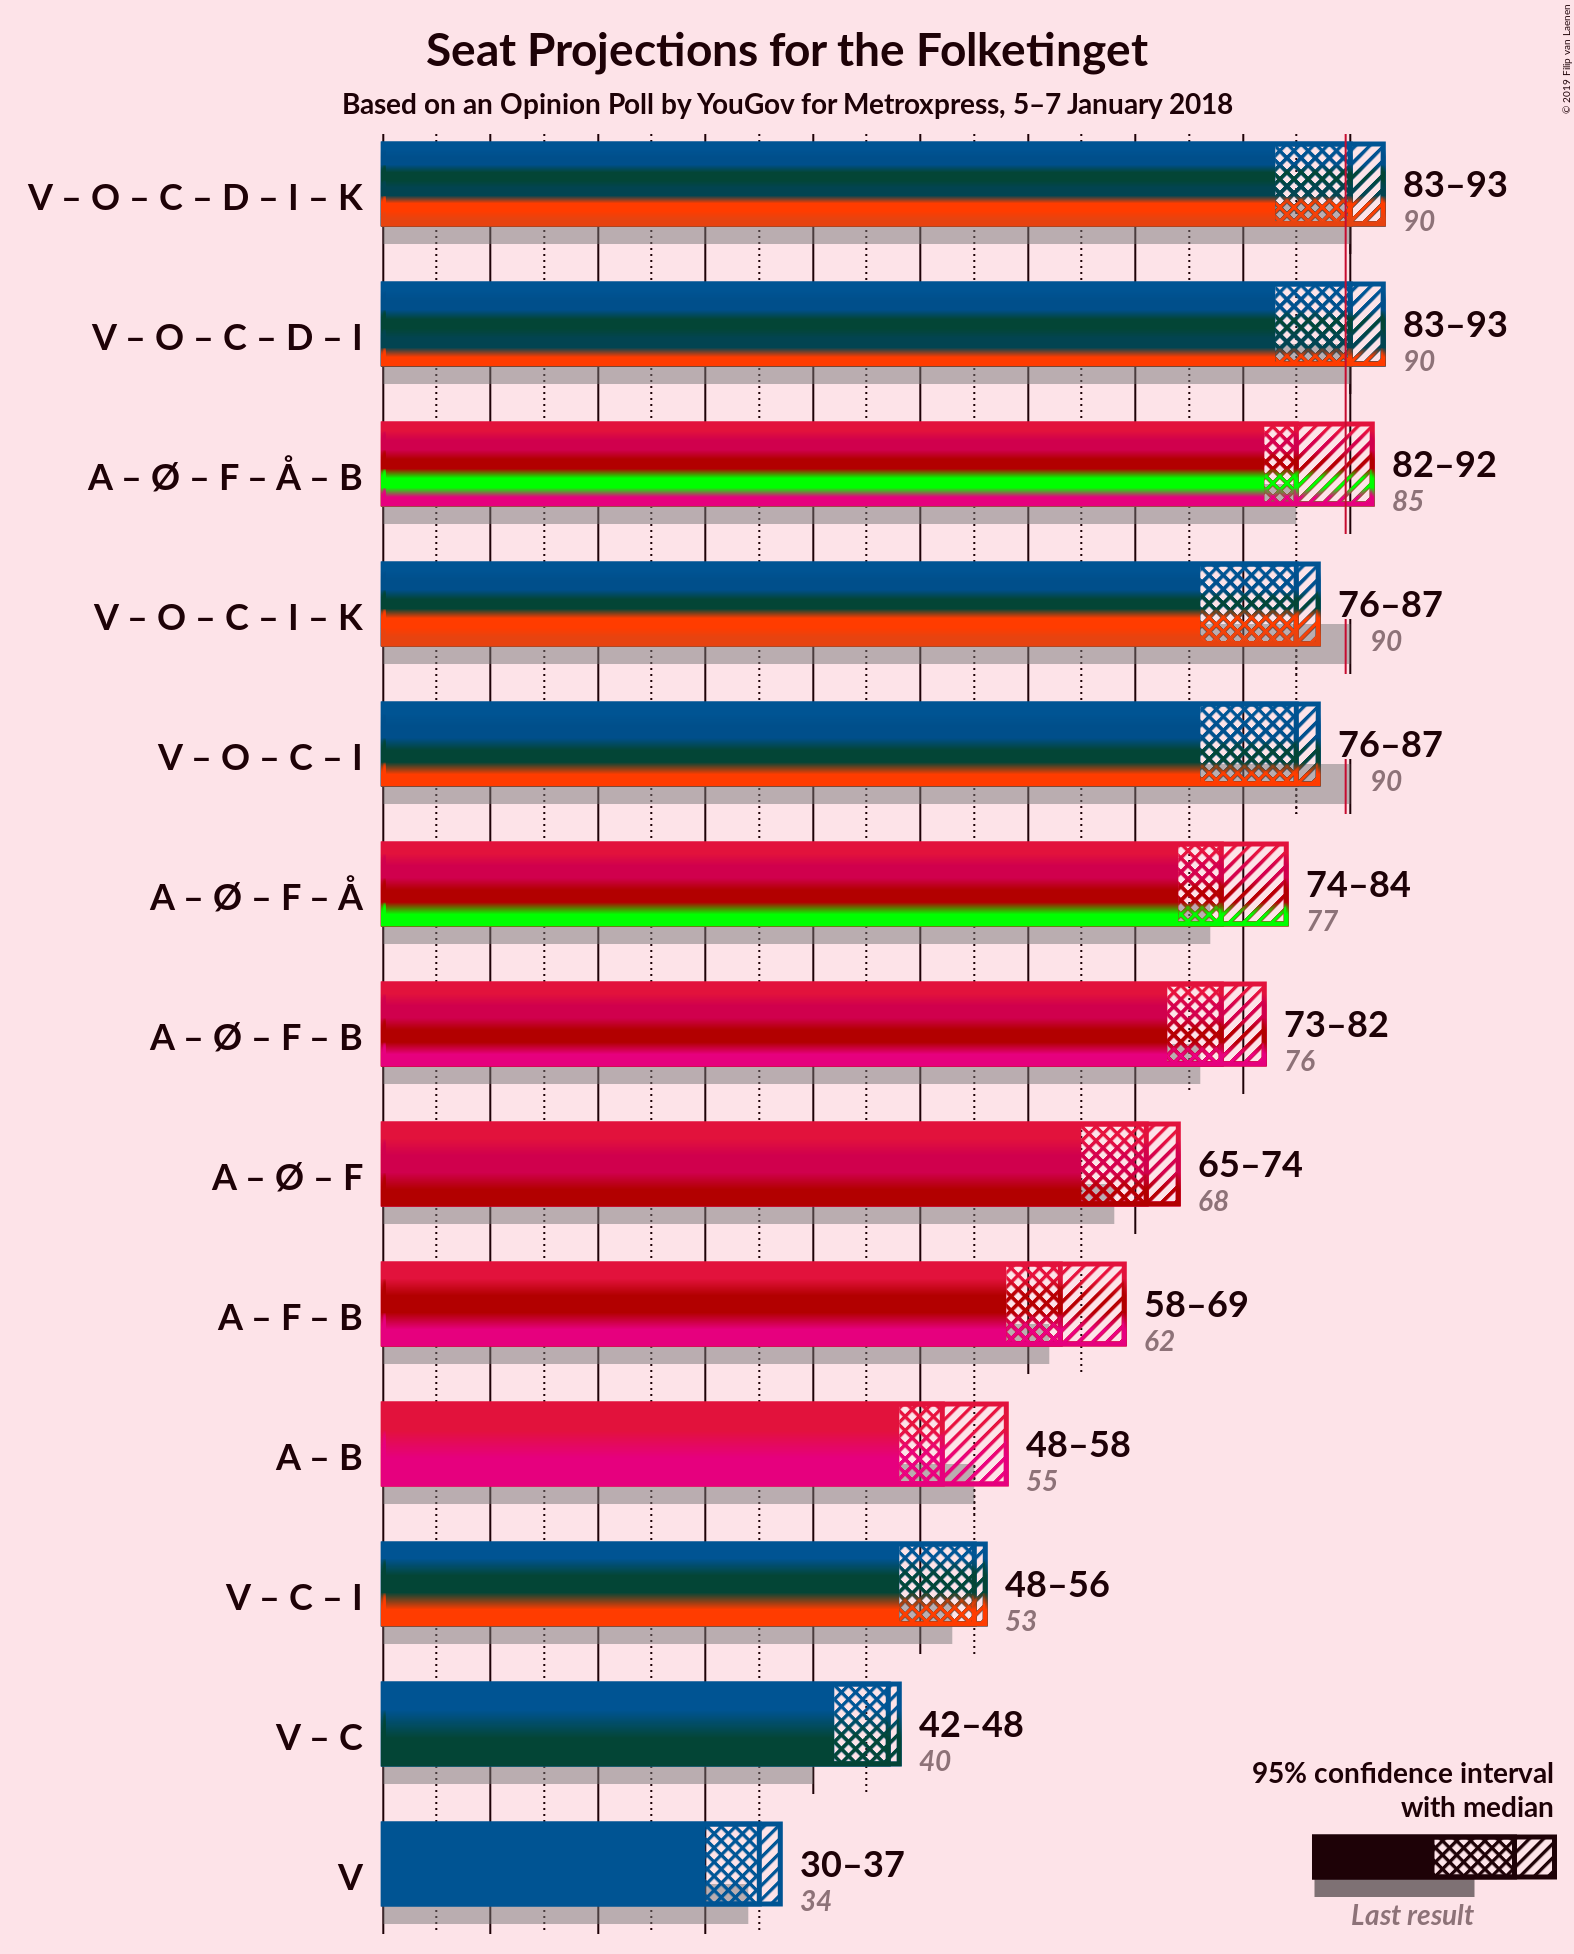 Seat Projections for the Folketinget
Based on an Opinion Poll by YouGov for Metroxpress, 5–7 January 2018
© 2019 Filip van Laenen
V – O – C – D – I – K
83–93
90
V – O – C – D – I
83–93
90
A – Ø – F – Å – B
82–92
85
V – O – C – I – K
76–87
90
V – O – C – I
76–87
90
A – Ø – F – Å
74–84
77
A – Ø – F – B
73–82
76
A – Ø – F
65–74
68
A – F – B
58–69
62
A – B
48–58
55
V – C – I
48–56
53
V – C
42–48
40
V
30–37
34
95% confidence interval
with median
Last result